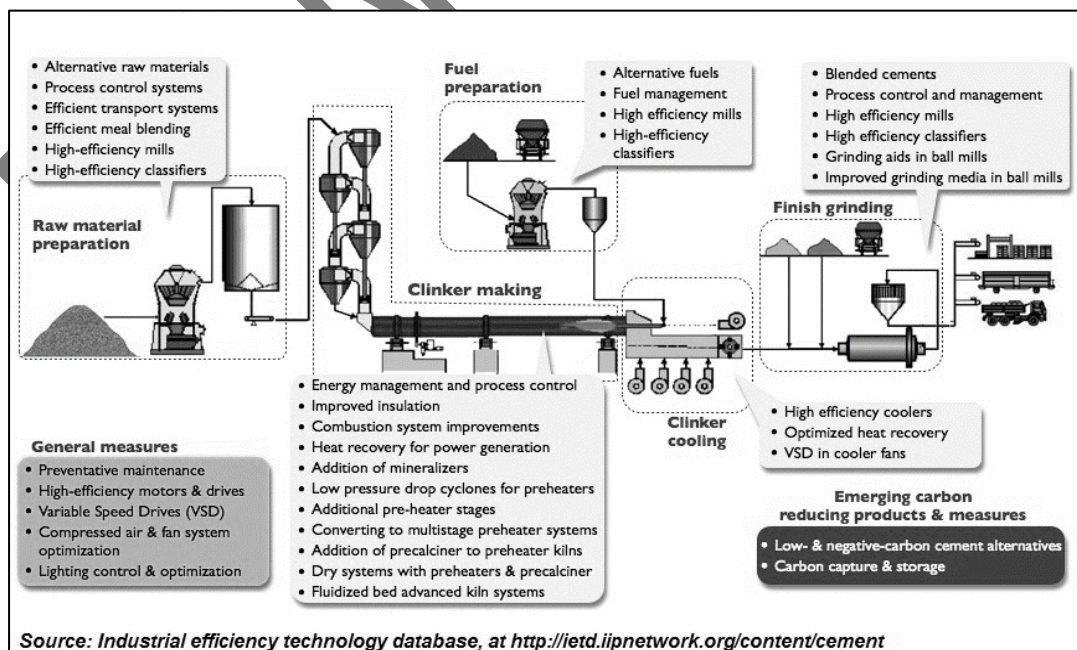 • Alternative raw materials
• Process control systems
• Efficient transport systems
• Efficient meal blending
• High-efficiency mills
• High-efficiency classifiers
Raw material
preparation
Fuel
preparation
• Alternative fuels
• Fuel management
• High efficiency mills
• High-efficiency
classifiers
• Blended cements
• Process control and management
• High efficiency mills
• High efficiency classifiers
• Grinding aids in ball mills
• Improved grinding media in ball mills
Finish grinding
Clinker making
• Energy management and process control
• Improved insulation
• Combustion system improvements
• Heat recovery for power generation
• Addition of mineralizers
• Low pressure drop cyclones for preheaters
• Additional pre-heater stages
• Converting to multistage preheater systems
• Addition of precalciner to preheater kilns
• Dry systems with preheaters & precalciner
• Fluidized bed advanced kiln systems
Clinker
cooling
• High efficiency coolers
• Optimized heat recovery
• VSD in cooler fans
General measures
• Preventative maintenance
• High-efficiency motors & drives
• Variable Speed Drives (VSD)
• Compressed air & fan system
optimization
• Lighting control & optimization
Emerging carbon
reducing products & measures
• Low- & negative-carbon cement alternatives
• Carbon capture & storage
Source: Industrial efficiency technology database, at http://ietd.iipnetwork.org/content/cement